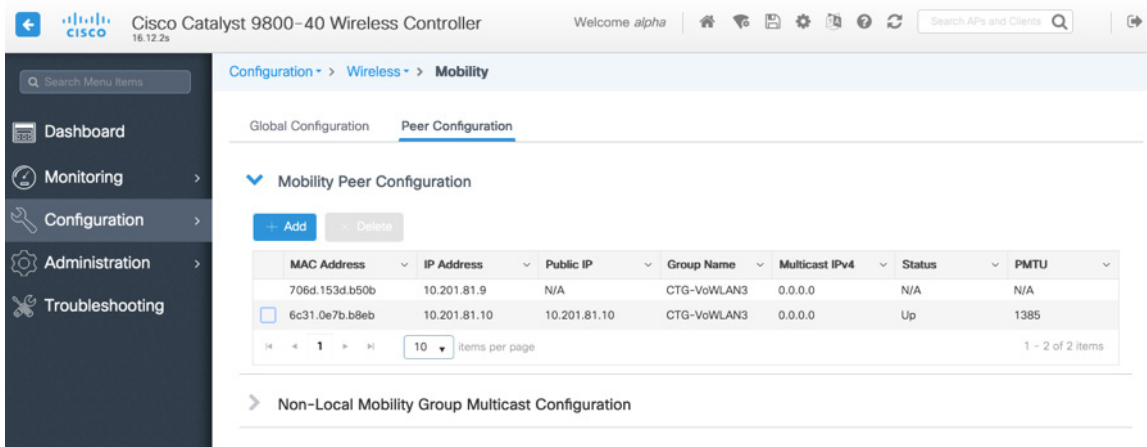 CISCO
Cisco Catalyst 9800-40 Wireless Controller
16.12.2s
Welcome alpha
Search APs and Clients
Search Menu Items
Dashboard
Monitoring
Configuration
Administration
Troubleshooting
Configuration > Wireless > Mobility
Global Configuration Peer Configuration
Mobility Peer Configuration
+ Add × Delete
MAC Address IP Address Public IP Group Name Multicast IPv4 Status PMTU
706d.153d.b50b 10.201.81.9 N/A CTG-VoWLAN3 0.0.0.0 N/A N/A
6c31.0e7b.b8eb 10.201.81.10 10.201.81.10 CTG-VoWLAN3 0.0.0.0 Up 1385
1 10 items per page 1 - 2 of 2 items
Non-Local Mobility Group Multicast Configuration